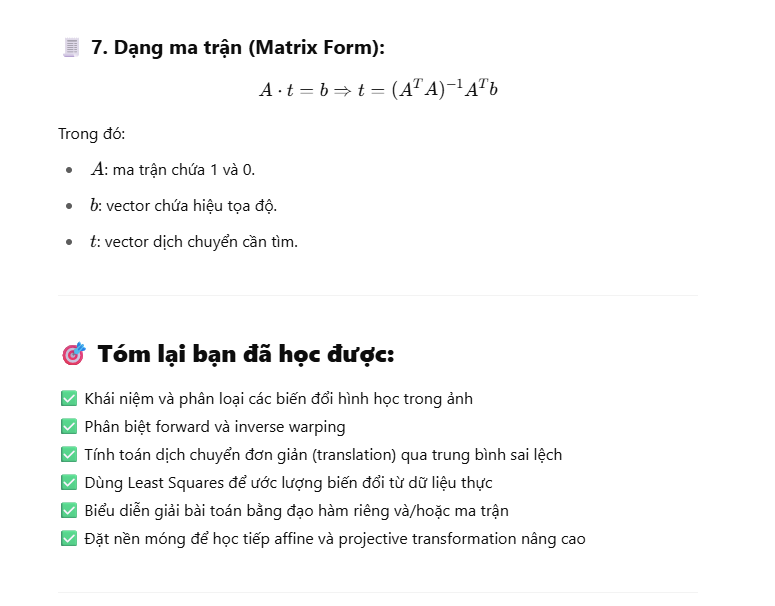 7. Dạng ma trận (Matrix Form):
A · t = b ⇒ t = (AᵀA)⁻¹Aᵀb
Trong đó:
• A: ma trận chứa 1 và 0.
• b: vector chứa hiệu tọa độ.
• t: vector dịch chuyển cần tìm.
🎯 Tóm lại bạn đã học được:
✅ Khái niệm và phân loại các biến đổi hình học trong ảnh
✅ Phân biệt forward và inverse warping
✅ Tính toán dịch chuyển đơn giản (translation) qua trung bình sai lệch
✅ Dùng Least Squares để ước lượng biến đổi từ dữ liệu thực
✅ Biểu diễn giải bài toán bằng đạo hàm riêng và/hoặc ma trận
✅ Đặt nền móng để học tiếp affine và projective transformation nâng cao